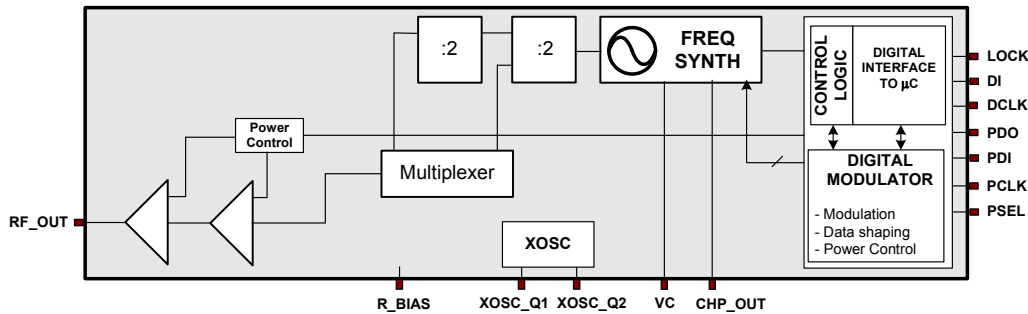 :2
:2
FREQ
SYNTH
CONTROL
LOGIC
DIGITAL
INTERFACE
TO μC
LOCK
DI
DCLK
PDO
PDI
PCLK
PSEL
Power
Control
Multiplexer
DIGITAL
MODULATOR
- Modulation
- Data shaping
- Power Control
RF_OUT
XOSC
R_BIAS
XOSC_Q1
XOSC_Q2
VC
CHP_OUT